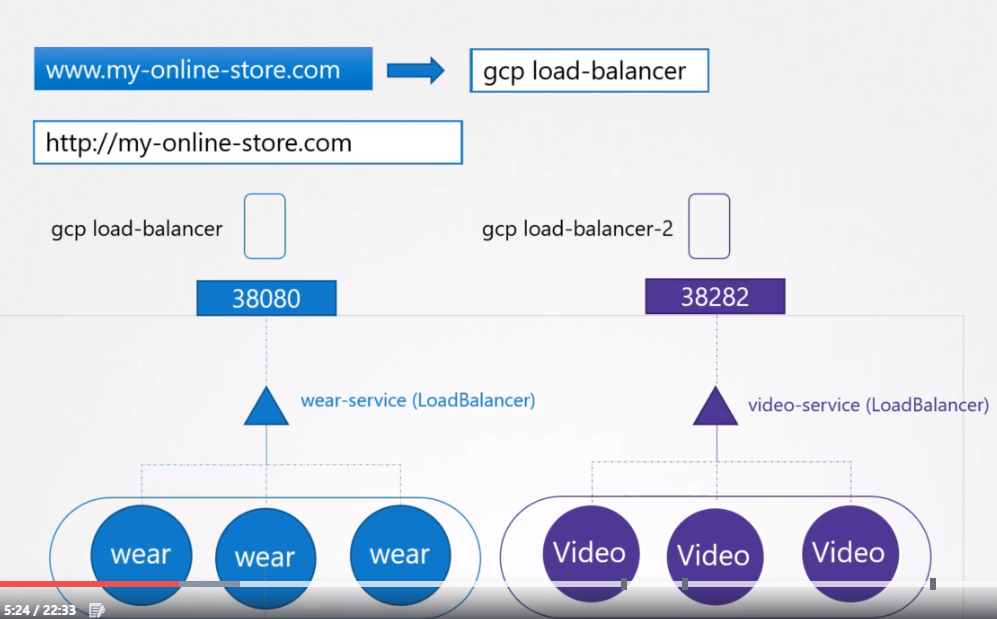 www.my-online-store.com
gcp load-balancer
http://my-online-store.com
gcp load-balancer
gcp load-balancer-2
38080
38282
wear-service (LoadBalancer)
video-service (LoadBalancer)
wear
wear
wear
Video
Video
Video
5:24 / 22:33